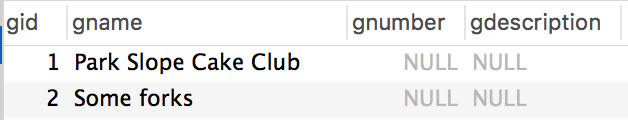 gid gname gnumber gdescription
1 Park Slope Cake Club NULL NULL
2 Some forks NULL NULL